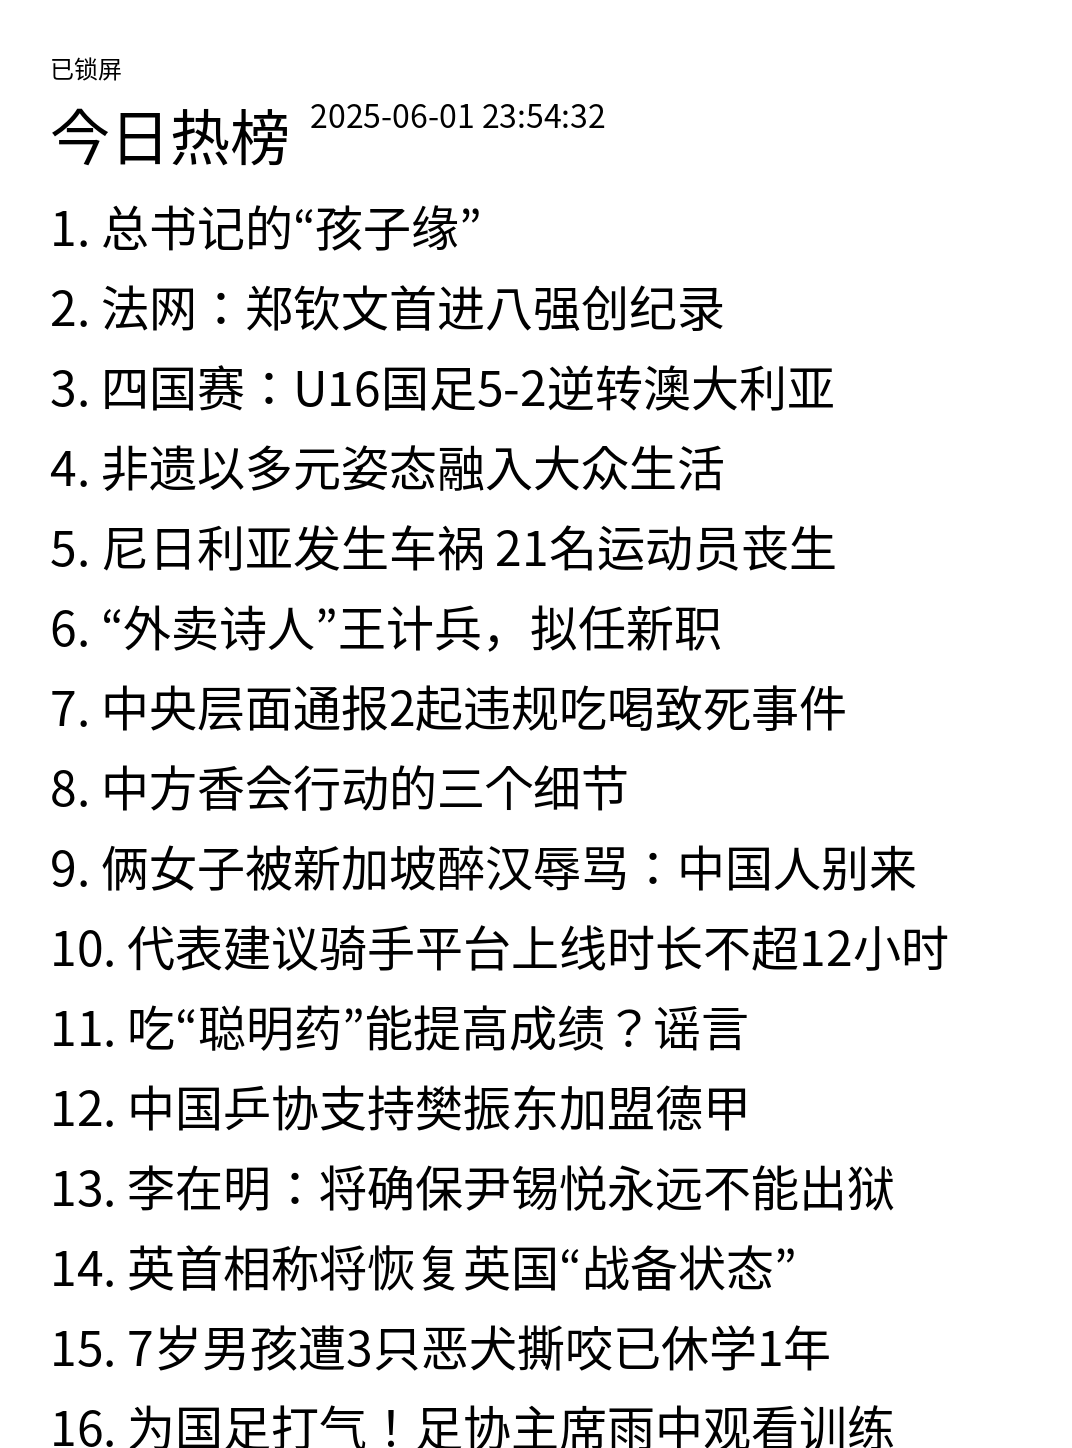 已锁屏
今日热榜 2025-06-01 23:54:32
1. 总书记的“孩子缘”
2. 法网：郑钦文首进八强创纪录
3. 四国赛：U16国足5-2逆转澳大利亚
4. 非遗以多元姿态融入大众生活
5. 尼日利亚发生车祸 21名运动员丧生
6. “外卖诗人”王计兵，拟任新职
7. 中央层面通报2起违规吃喝致死事件
8. 中方香会行动的三个细节
9. 俩女子被新加坡醉汉辱骂：中国人别来
10. 代表建议骑手平台上线时长不超12小时
11. 吃“聪明药”能提高成绩？谣言
12. 中国乒协支持樊振东加盟德甲
13. 李在明：将确保尹锡悦永远不能出狱
14. 英首相称将恢复英国“战备状态”
15. 7岁男孩遭3只恶犬撕咬已休学1年
16. 为国足打气！足协主席雨中观看训练